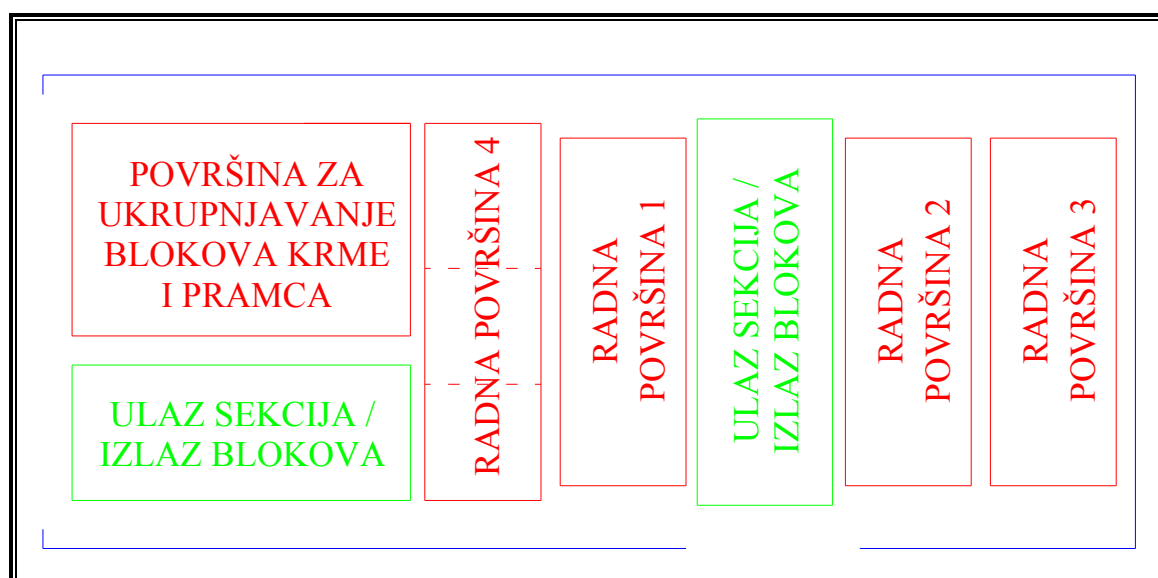 POVRŠINA ZA
UKRUPNJAVANJE
BLOKOVA KRME
I PRAMCA
ULAZ SEKCIJA /
IZLAZ BLOKOVA
RADNA POVRŠINA 4
RADNA
POVRŠINA 1
ULAZ SEKCIJA /
IZLAZ BLOKOVA
RADNA
POVRŠINA 2
RADNA
POVRŠINA 3